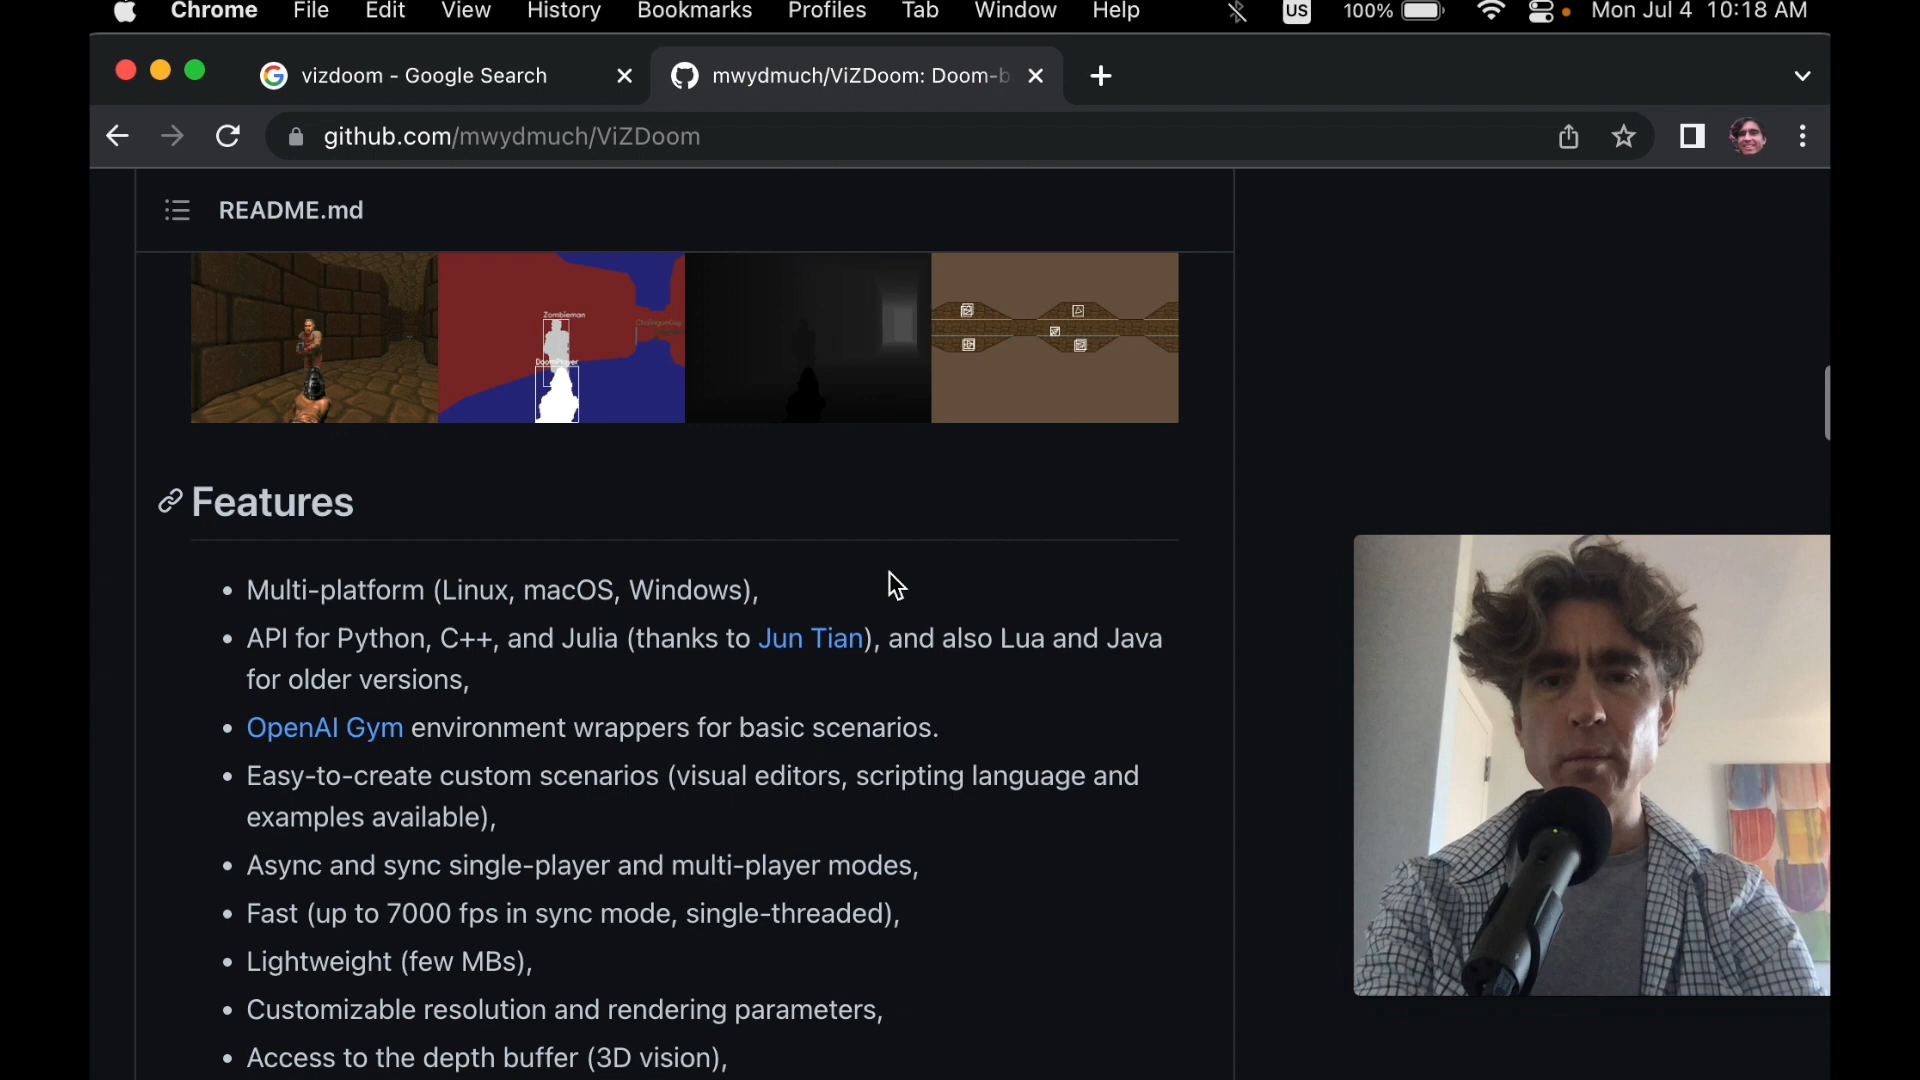 Chrome File Edit View History Bookmarks Profiles Tab Window Help US 100% Mon Jul 4 10:18 AM
vizdoom - Google Search mwydmuch/ViZDoom: Doom-b
github.com/mwydmuch/ViZDoom
README.md
Zombieman
DoomPlayer
Features
Multi-platform (Linux, macOS, Windows),
API for Python, C++, and Julia (thanks to Jun Tian), and also Lua and Java
for older versions,
OpenAI Gym environment wrappers for basic scenarios.
Easy-to-create custom scenarios (visual editors, scripting language and
examples available),
Async and sync single-player and multi-player modes,
Fast (up to 7000 fps in sync mode, single-threaded),
Lightweight (few MBs),
Customizable resolution and rendering parameters,
Access to the depth buffer (3D vision),